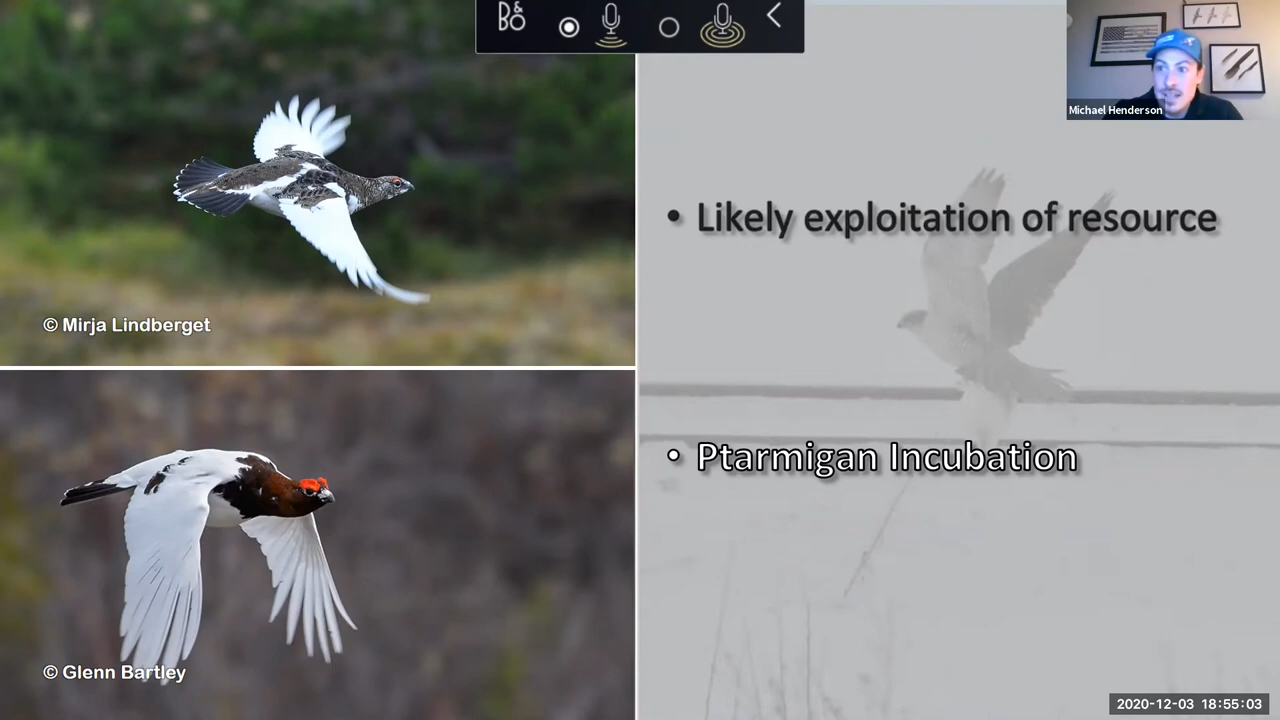 B&O
Michael Henderson
• Likely exploitation of resource
© Mirja Lindberget
• Ptarmigan Incubation
© Glenn Bartley
2020-12-03 18:55:03